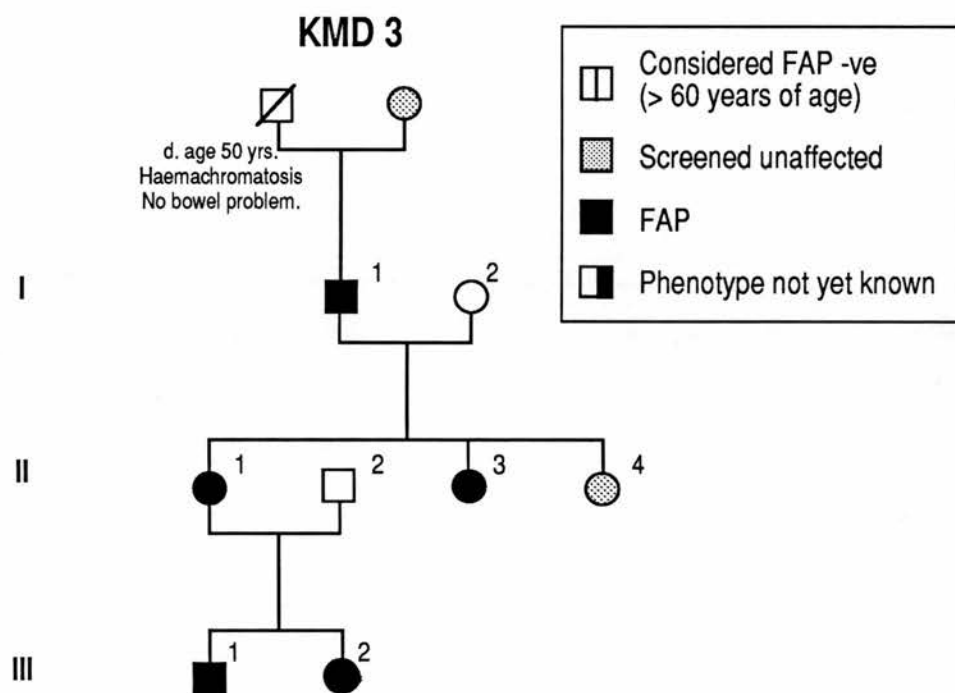 KMD 3
d. age 50 yrs.
Haemachromatosis
No bowel problem.
Considered FAP -ve
(> 60 years of age)
Screened unaffected
FAP
Phenotype not yet known
I
1
2
II
1
2
3
4
III
1
2